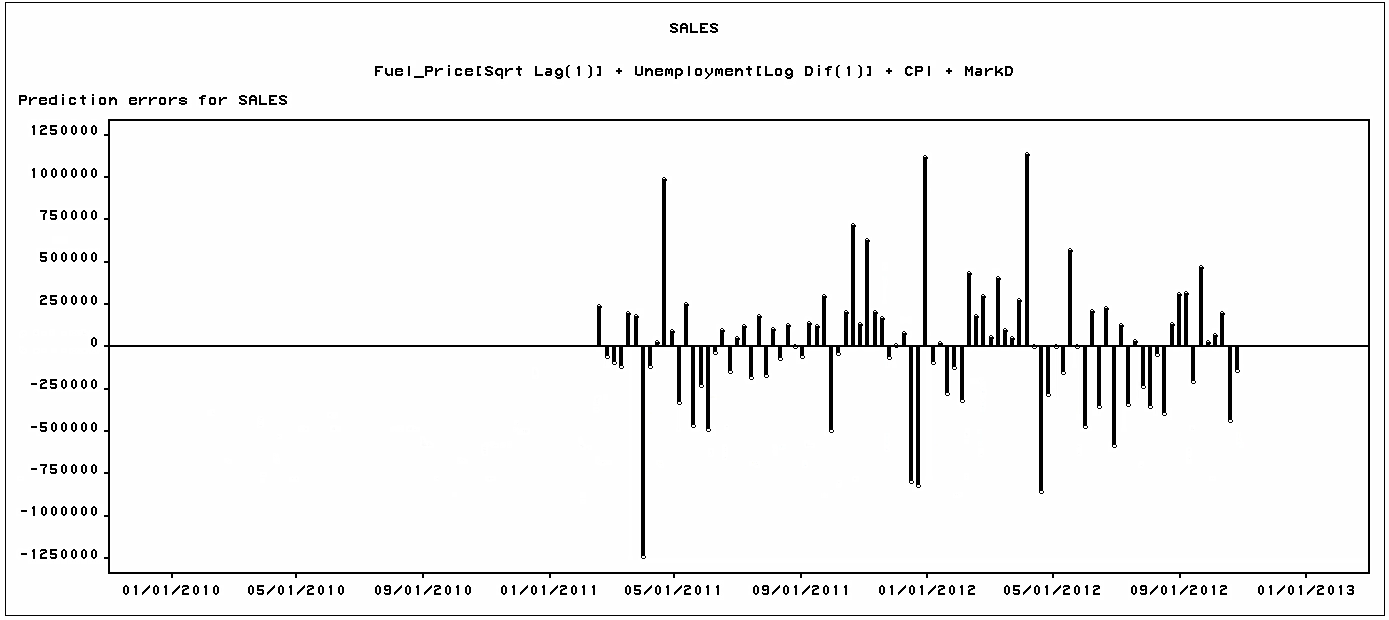 SALES
Fuel_Price[Sqrt Lag(1)] + Unemployment[Log Dif(1)] + CPI + MarkD
Prediction errors for SALES
1250000
1000000
750000
500000
250000
0
-250000
-500000
-750000
-1000000
-1250000
01/01/2010 05/01/2010 09/01/2010 01/01/2011 05/01/2011 09/01/2011 01/01/2012 05/01/2012 09/01/2012 01/01/2013